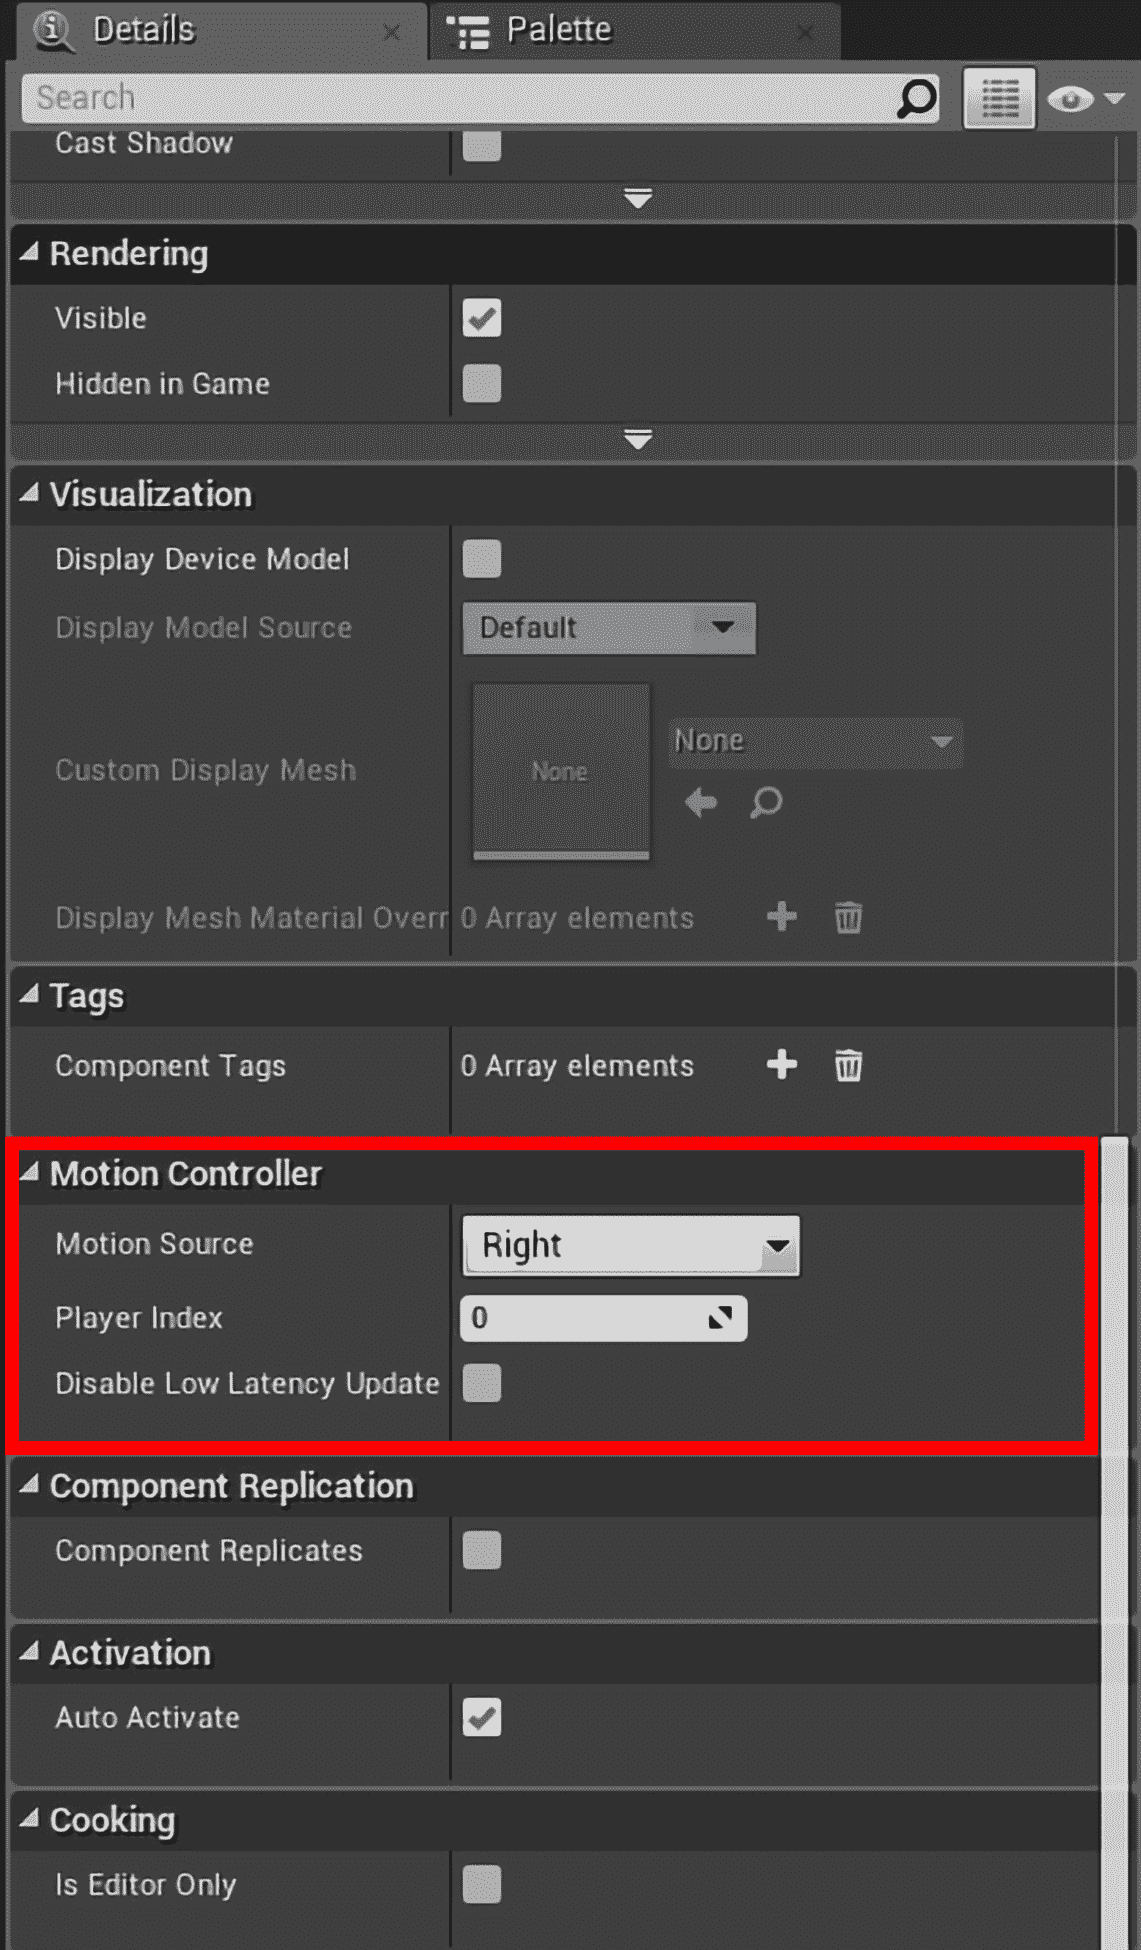 Details
Palette
Search
Cast Shadow
Rendering
Visible
Hidden in Game
Visualization
Display Device Model
Display Model Source Default
Custom Display Mesh None None
Display Mesh Material Overr 0 Array elements
Tags
Component Tags 0 Array elements
Motion Controller
Motion Source Right
Player Index 0
Disable Low Latency Update
Component Replication
Component Replicates
Activation
Auto Activate
Cooking
Is Editor Only